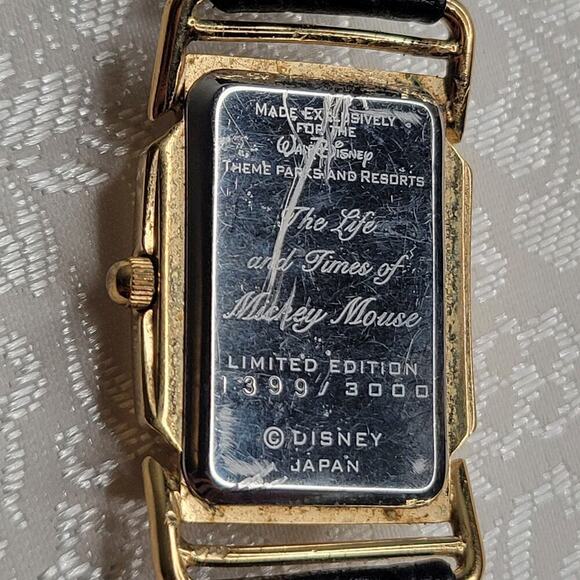 MADE EXCLUSIVELY
FOR THE
Walt Disney
THEME PARKS AND RESORTS
The Life
and Times of
Mickey Mouse
LIMITED EDITION
1399/3000
© DISNEY
JAPAN